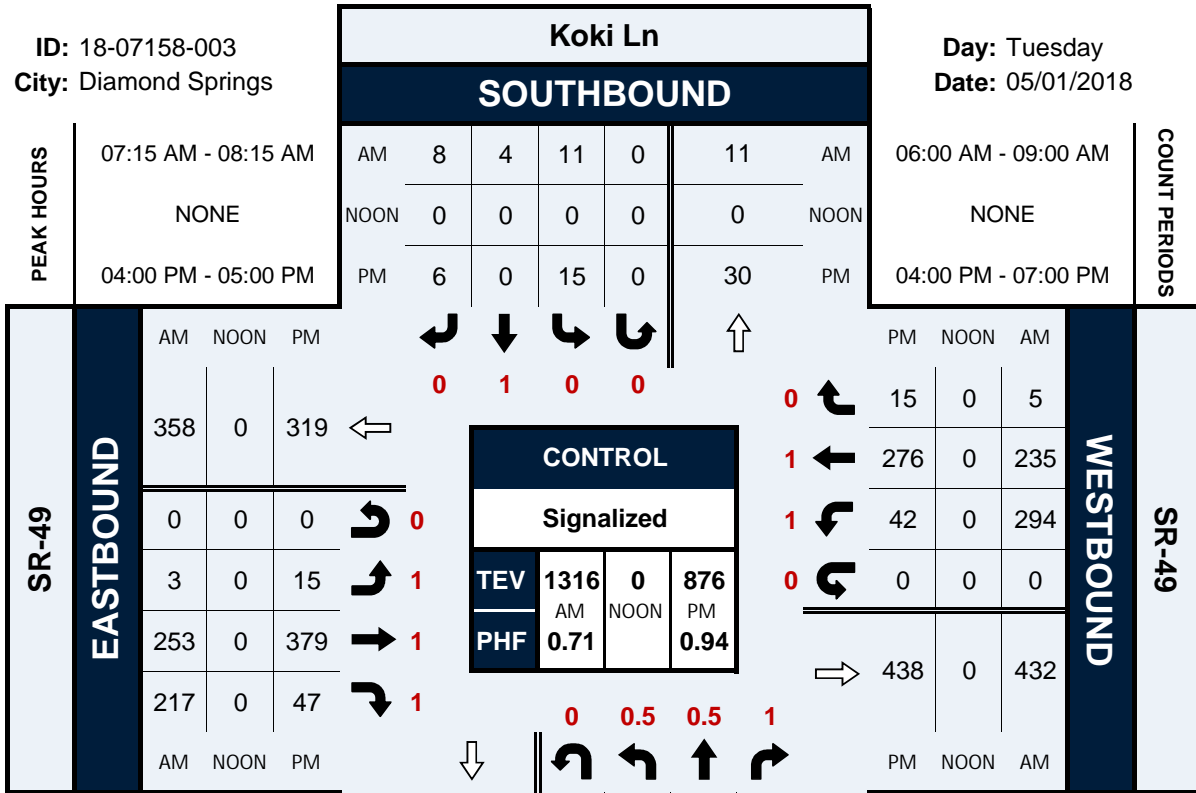 ID: 18-07158-003
City: Diamond Springs
Koki Ln
SOUTHBOUND
Day: Tuesday
Date: 05/01/2018
PEAK HOURS
07:15 AM - 08:15 AM
NONE
04:00 PM - 05:00 PM
AM 8 4 11 0 11 AM
NOON 0 0 0 0 0 NOON
PM 6 0 15 0 30 PM
06:00 AM - 09:00 AM
NONE
04:00 PM - 07:00 PM
COUNT PERIODS
0 1 0 0
SR-49
EASTBOUND
AM NOON PM
358 0 319
0 0 0 0
3 0 15 1
253 0 379 1
217 0 47 1
AM NOON PM
CONTROL
Signalized
TEV 1316 0 876
AM NOON PM
PHF 0.71 0.94
PM NOON AM
0 15 0 5
1 276 0 235
1 42 0 294
0 0 0 0
438 0 432
PM NOON AM
WESTBOUND
SR-49
0 0.5 0.5 1